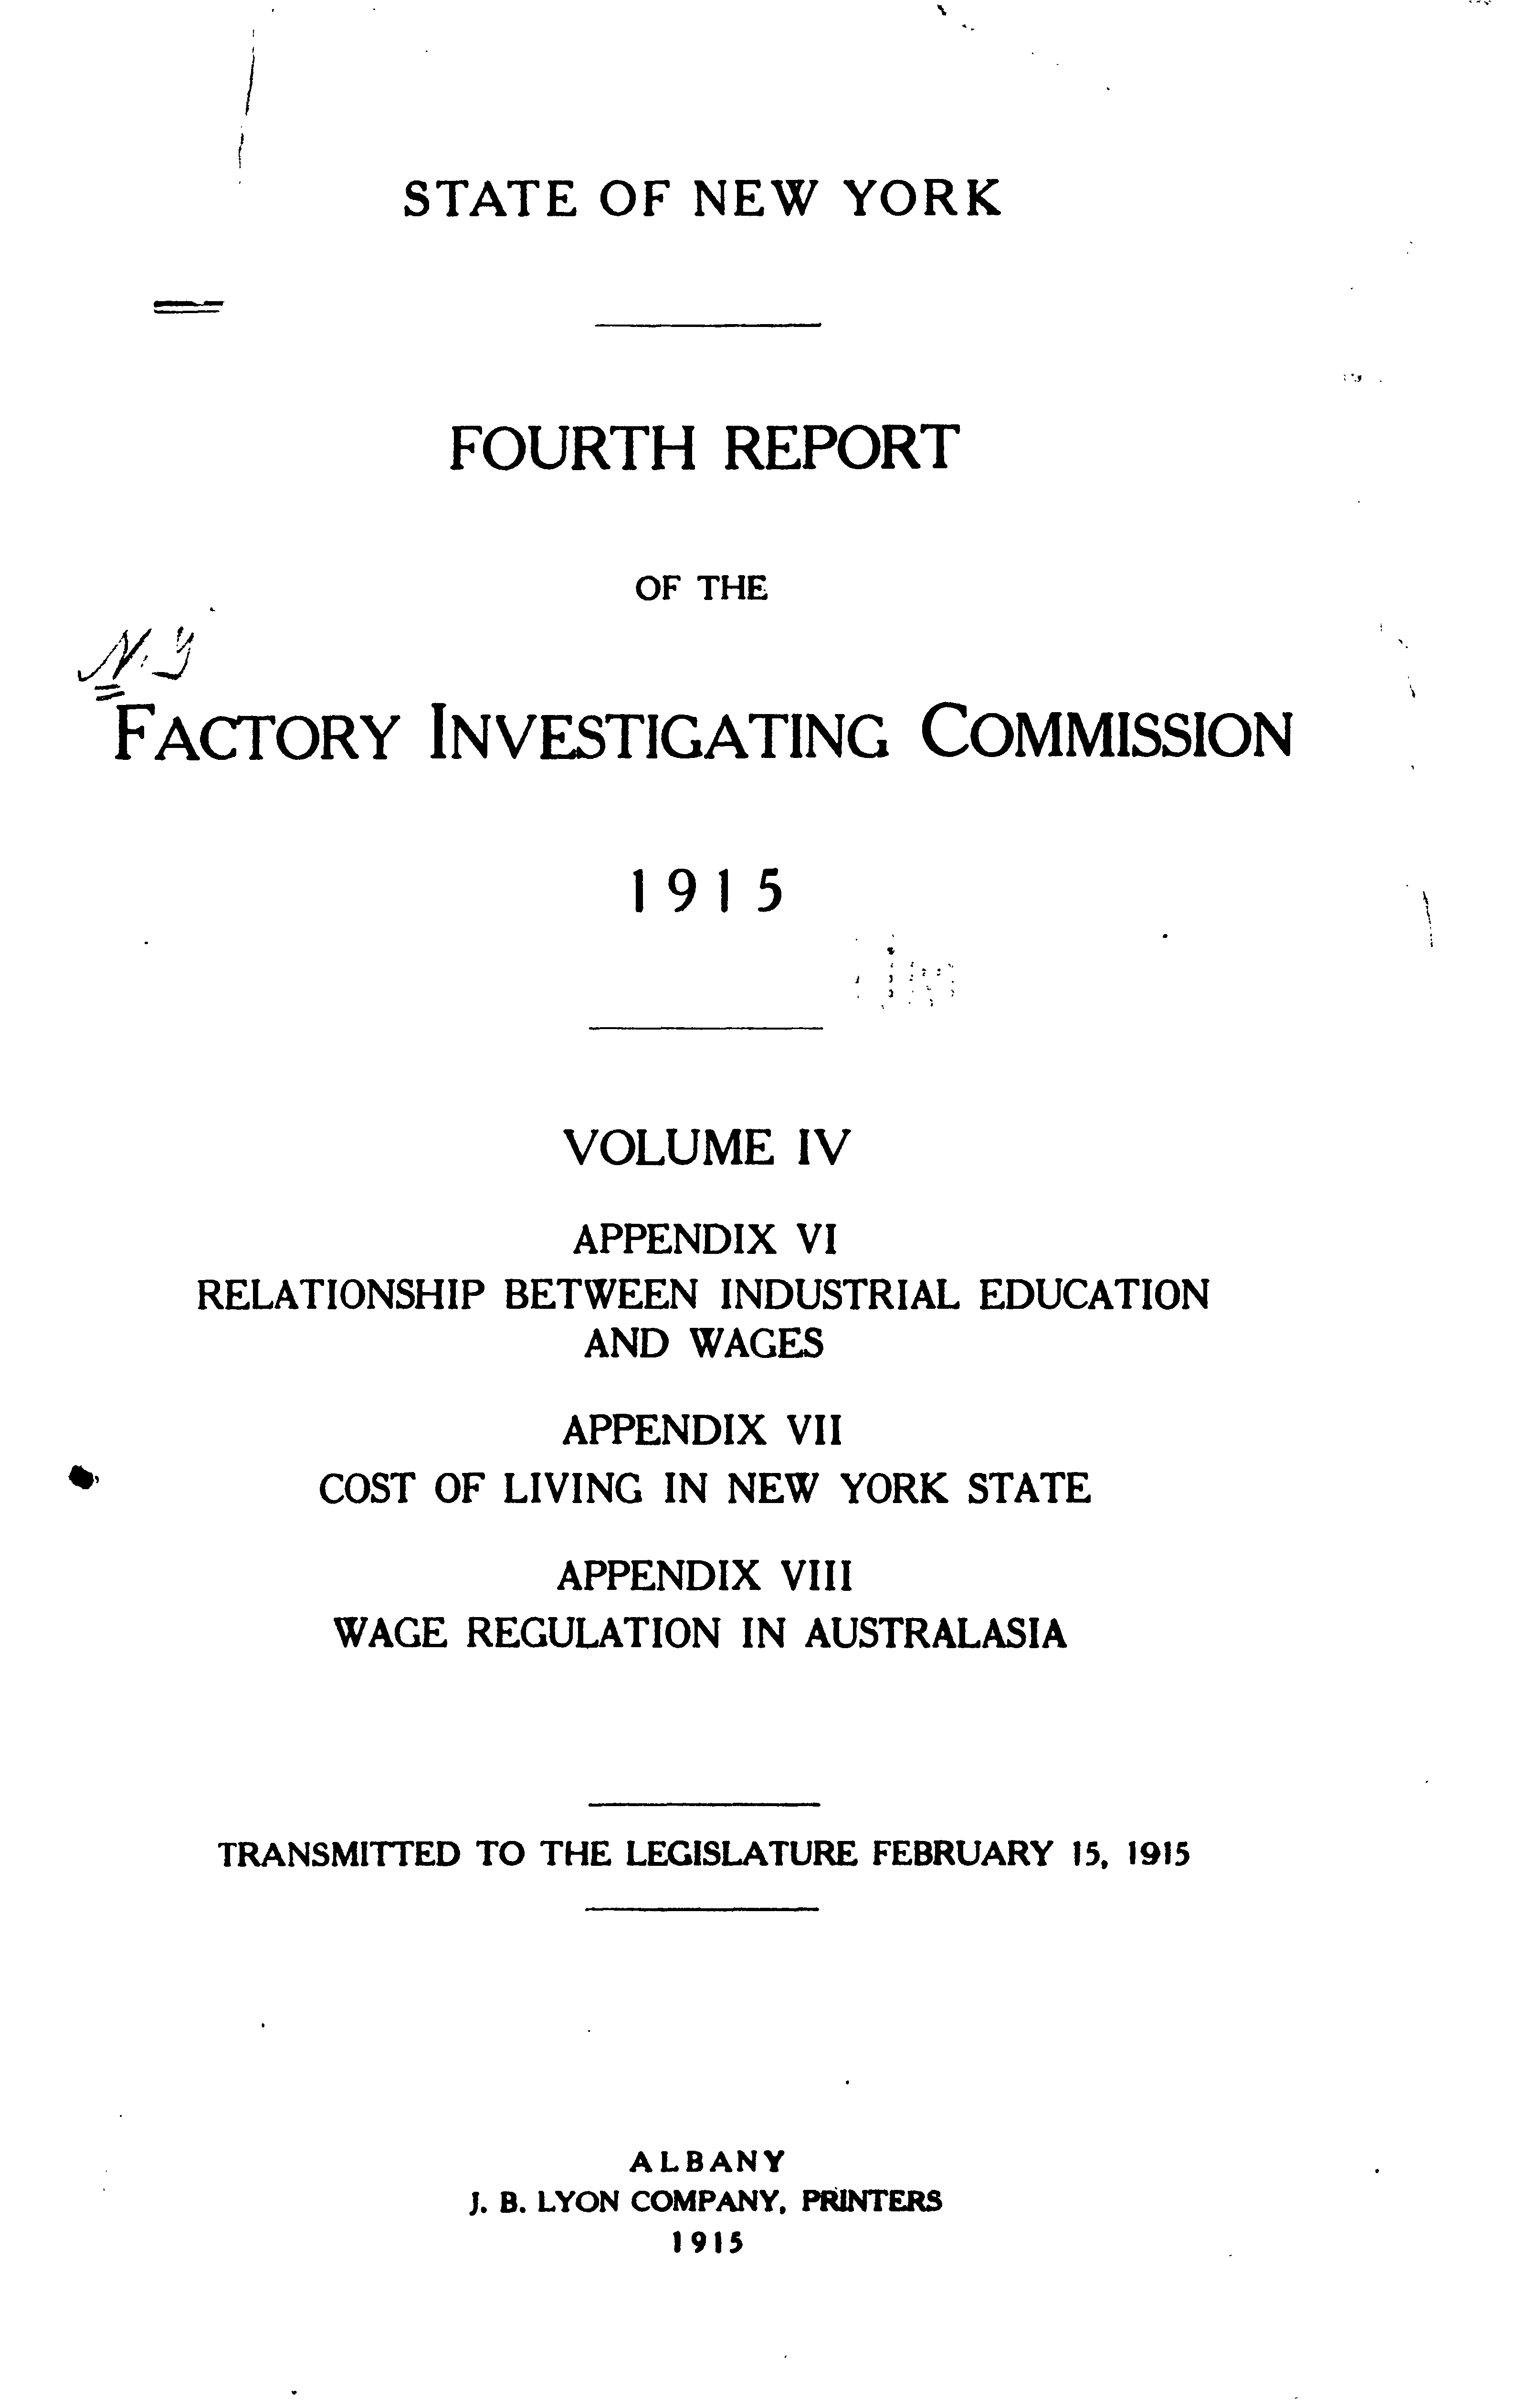 STATE OF NEW YORK
FOURTH REPORT
OF THE
N. Y
FACTORY INVESTIGATING COMMISSION
1915
VOLUME IV
APPENDIX VI
RELATIONSHIP BETWEEN INDUSTRIAL EDUCATION
AND WAGES
APPENDIX VII
COST OF LIVING IN NEW YORK STATE
APPENDIX VIII
WAGE REGULATION IN AUSTRALASIA
TRANSMITTED TO THE LEGISLATURE FEBRUARY 15, 1915
ALBANY
J. B. LYON COMPANY, PRINTERS
1915